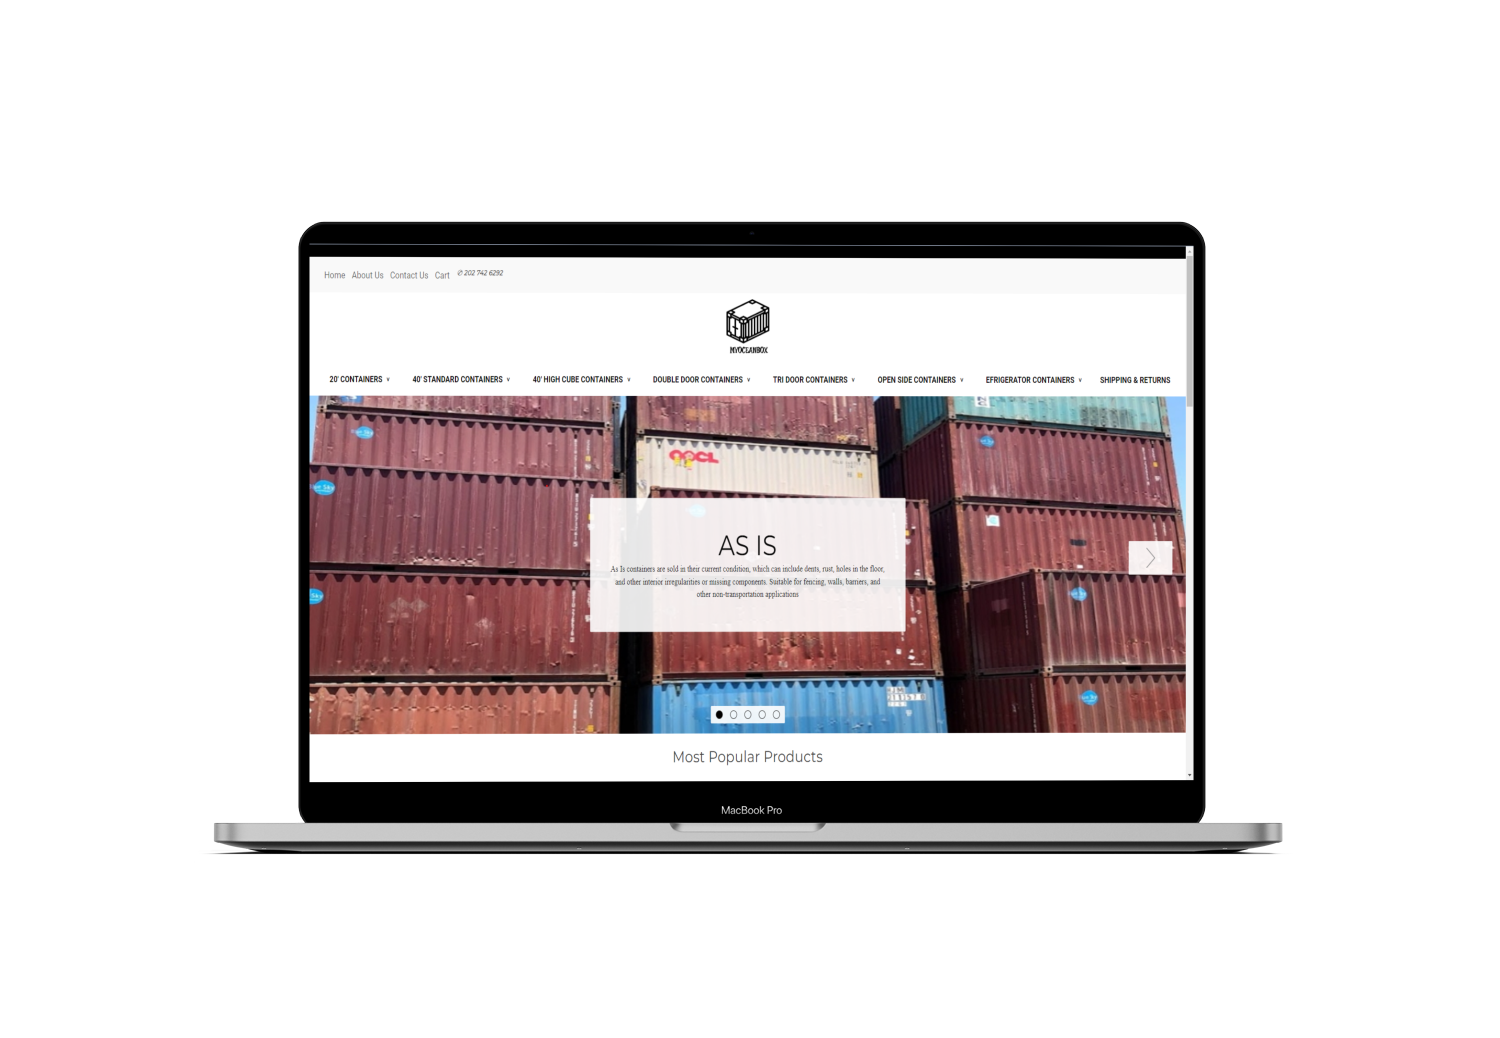 Home About Us Contact Us Cart ✆ 202 742 6292
MYOCEANBOX
20' CONTAINERS ∨ 40' STANDARD CONTAINERS ∨ 40' HIGH CUBE CONTAINERS ∨ DOUBLE DOOR CONTAINERS ∨ TRI DOOR CONTAINERS ∨ OPEN SIDE CONTAINERS ∨ EFRIGERATOR CONTAINERS ∨ SHIPPING & RETURNS
OOCL
AS IS
As Is containers are sold in their current condition, which can include dents, rust, holes in the floor,
and other interior irregularities or missing components. Suitable for fencing, walls, barriers, and
other non-transportation applications
Most Popular Products
MacBook Pro